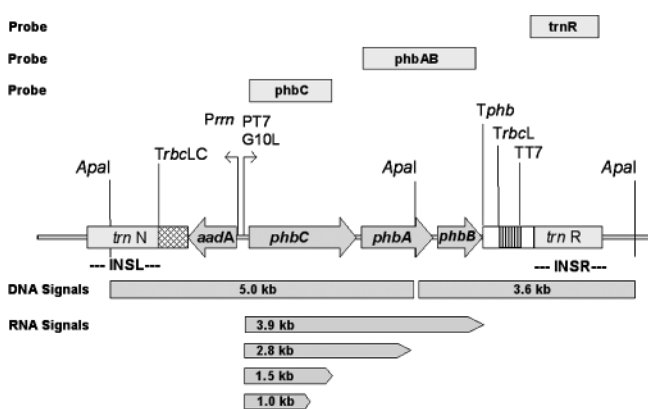 Probe trnR
Probe phbAB
Probe phbC
Prrn PT7
G10L
Tphb
TrbcL
TT7
ApaI TrbcLC ApaI ApaI
trn N aadA phbC phbA phbB trn R
--- INSL --- --- INSR---
DNA Signals 5.0 kb 3.6 kb
RNA Signals 3.9 kb
2.8 kb
1.5 kb
1.0 kb